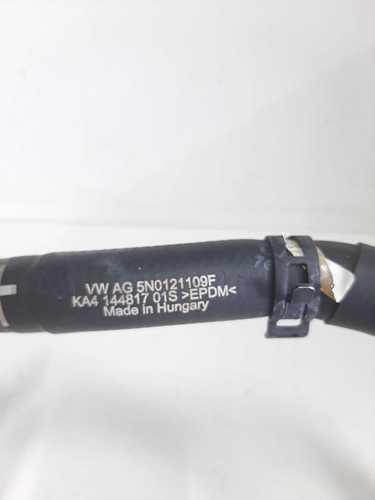 VW AG 5N0121109F
KA4 144817 01S >EPDM<
Made in Hungary